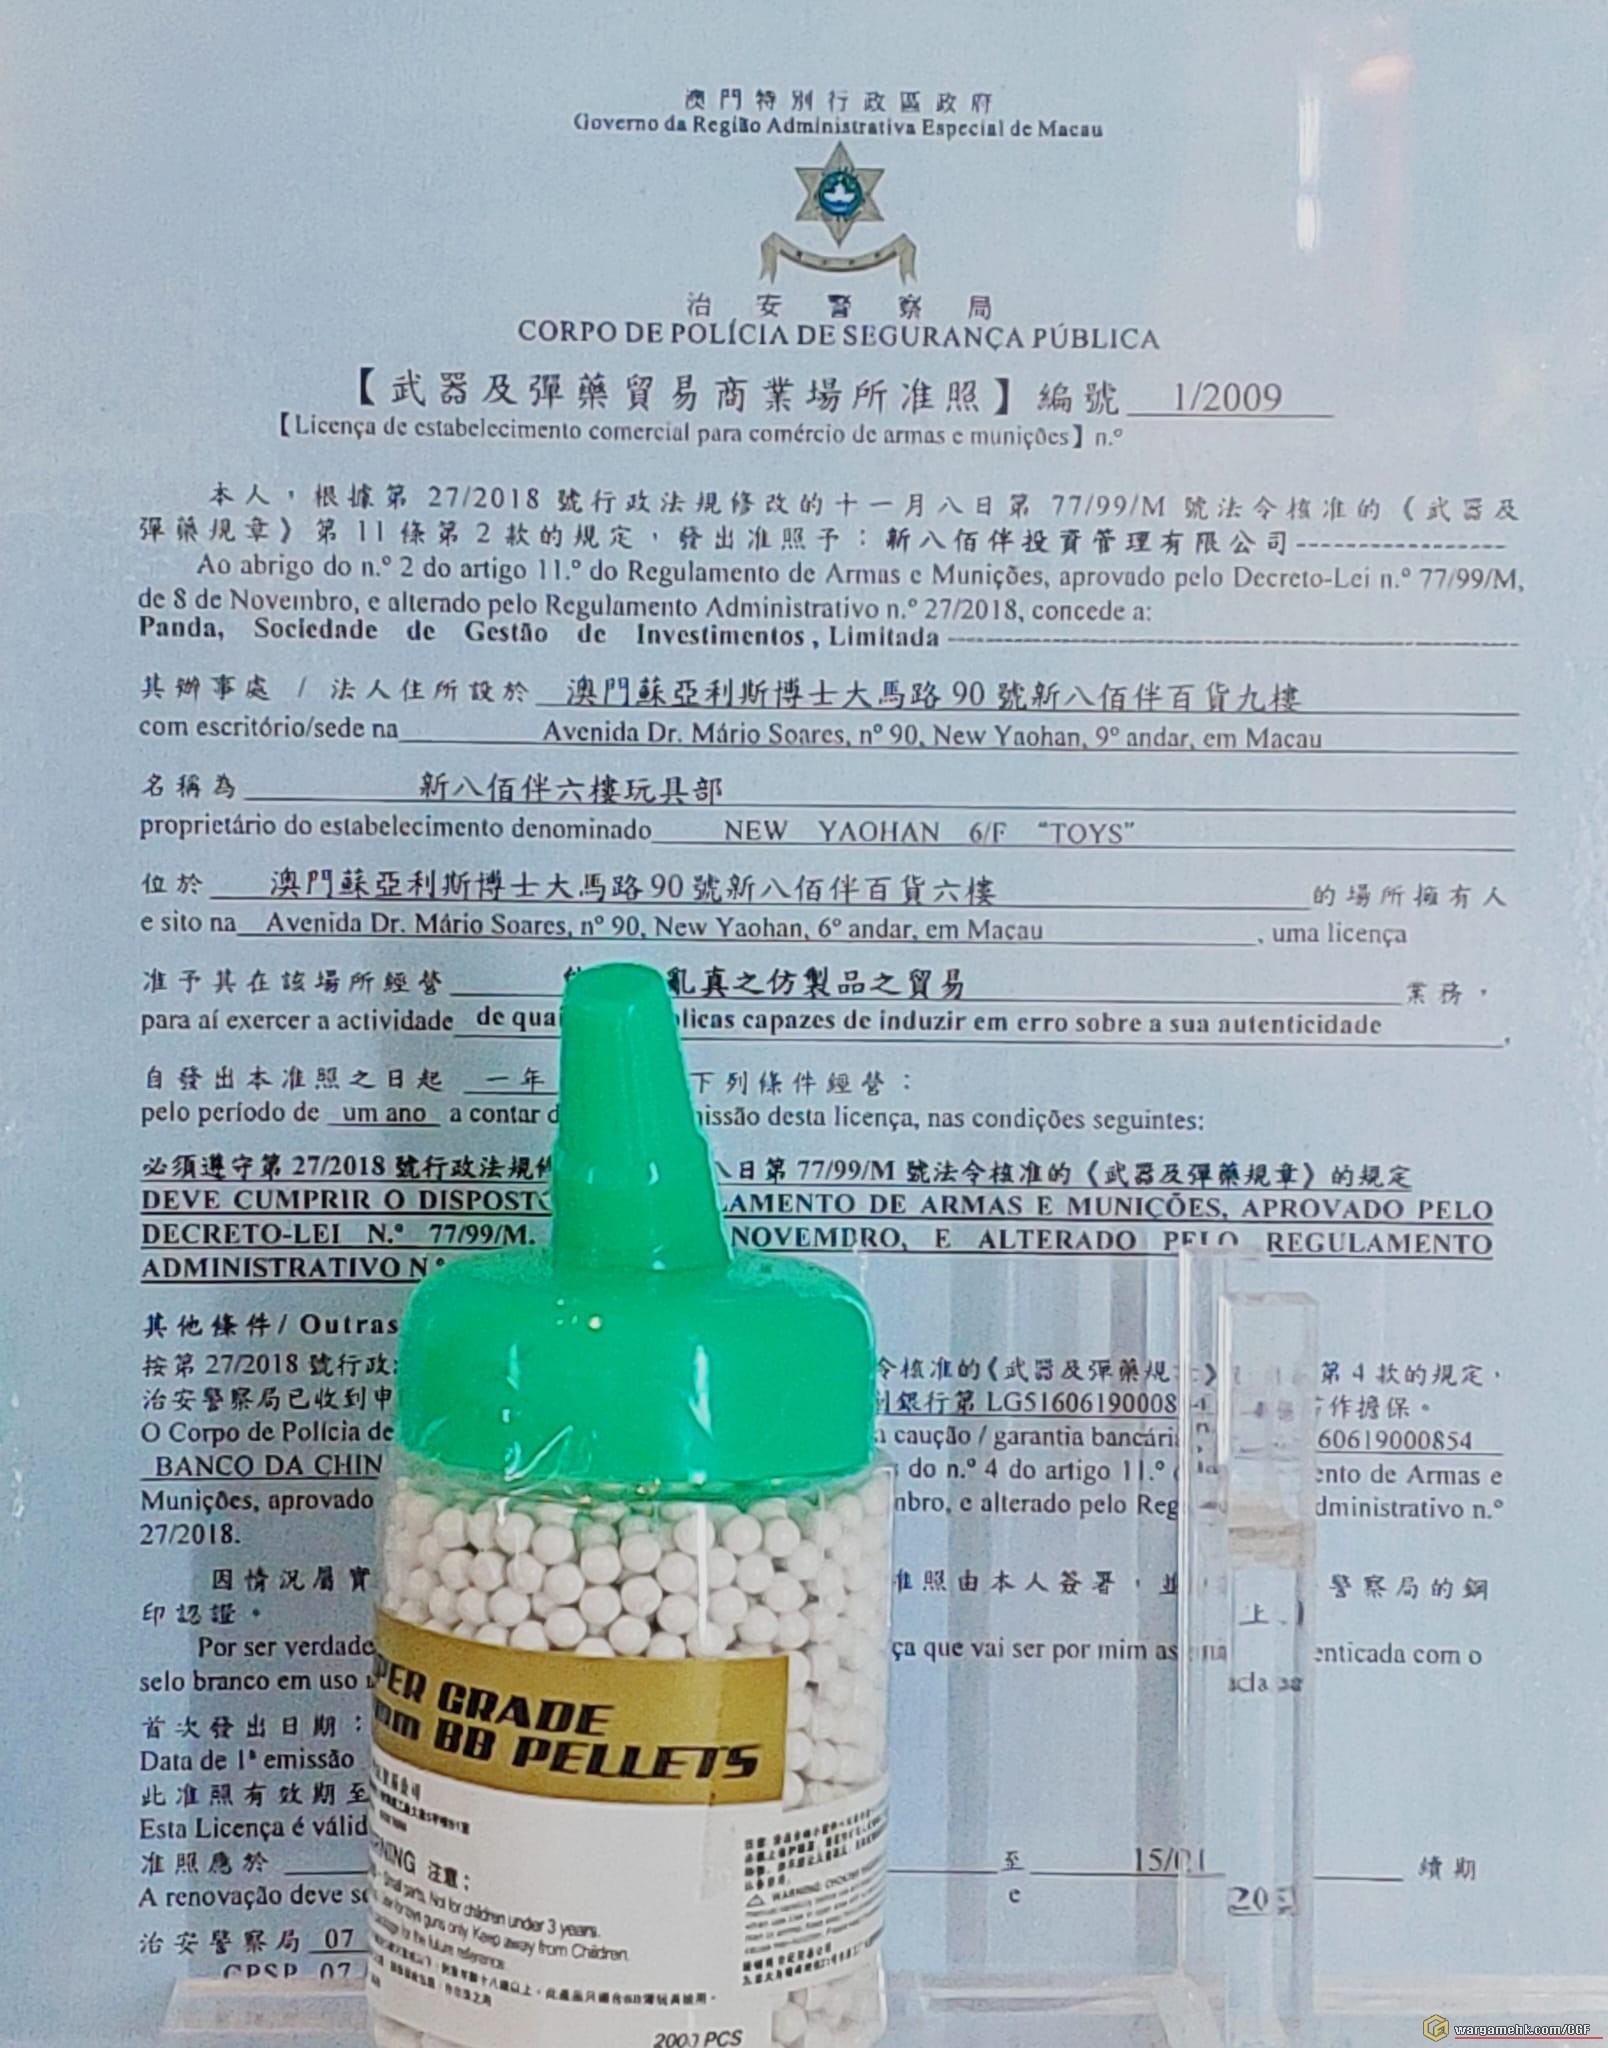 澳門特別行政區政府
Governo da Região Administrativa Especial de Macau
治安警察局
CORPO DE POLÍCIA DE SEGURANÇA PÚBLICA
【武器及彈藥貿易商業場所准照】編號 1/2009
【Licença de estabelecimento comercial para comércio de armas e munições】n.º
本人，根據第 27/2018 號行政法規修改的十一月八日第 77/99/M 號法令核准的《武器及
彈藥規章》第 11 條第 2 款的規定，發出准照予：新八佰伴投資管理有限公司-----------------
Ao abrigo do n.º 2 do artigo 11.º do Regulamento de Armas e Munições, aprovado pelo Decreto-Lei n.º 77/99/M,
de 8 de Novembro, e alterado pelo Regulamento Administrativo n.º 27/2018, concede a:
Panda, Sociedade de Gestão de Investimentos, Limitada
其辦事處 / 法人住所設於 澳門蘇亞利斯博士大馬路 90 號新八佰伴百貨九樓
com escritório/sede na Avenida Dr. Mário Soares, nº 90, New Yaohan, 9º andar, em Macau
名稱為 新八佰伴六樓玩具部
proprietário do estabelecimento denominado NEW YAOHAN 6/F “TOYS”
位於 澳門蘇亞利斯博士大馬路 90 號新八佰伴百貨六樓 的場所擁有人
e sito na Avenida Dr. Mário Soares, nº 90, New Yaohan, 6º andar, em Macau, uma licença
准予其在該場所經營 亂真之仿製品之貿易 業務，
para aí exercer a actividade de licas capazes de induzir em erro sobre a sua autenticidade,
自發出本准照之日起 一年 下列條件經營：
pelo período de um ano a contar issão desta licença, nas condições seguintes:
必須遵守第 27/2018 號行政法規 八日第 77/99/M 號法令核准的《武器及彈藥規章》的規定
DEVE CUMPRIR O DISPOSTO LAMENTO DE ARMAS E MUNIÇÕES, APROVADO PELO
DECRETO-LEI N.º 77/99/M. NOVEMBRO, E ALTERADO PELO REGULAMENTO
ADMINISTRATIVO N.º
其他條件/ Outras
按第 27/2018 號行政 令核准的《武器及彈藥規 第 4 款的規定，
治安警察局已收到申 銀行第 LG51606190008 作擔保。
O Corpo de Polícia de caução / garantia bancária 60619000854
BANCO DA CHIN do n.º 4 do artigo 11.º ento de Armas e
Munições, aprovado nbro, e alterado pelo Reg dministrativo n.º
27/2018.
因情況屬實 准照由本人簽署， 警察局的鋼
印認證。
Por ser verdade ça que vai ser por mim as enticada com o
selo branco em uso
首次發出日期：
Data de 1ª emissão
此准照有效期至
Esta Licença é válid
准照應於 至 15/01 續期
A renovação deve e
治安警察局 07
CPSP 07
PER GRADE
mm BB PELLETS
NING 注意：
Small parts. Not for children under 3 years.
Use for toys guns only. Keep away from Children.
for the future reference
2000 PCS
wargamehk.com/CGF